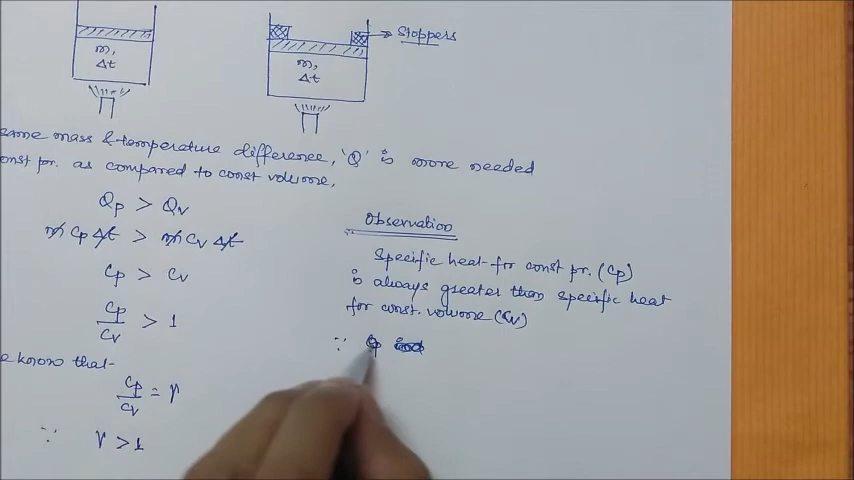 m,
Δt
m,
Δt
Stoppers
same mass & temperature difference, 'Q' is more needed
onst pr. as compared to const volume,
Qp > Qv
m Cp Δt > m Cv Δt
Cp > Cv
Cp/Cv > 1
e know that
Cp/Cv = γ
∵ γ > 1
Observation
Specific heat for const pr. (Cp)
is always greater than specific heat
for const. volume (Cv)
∵